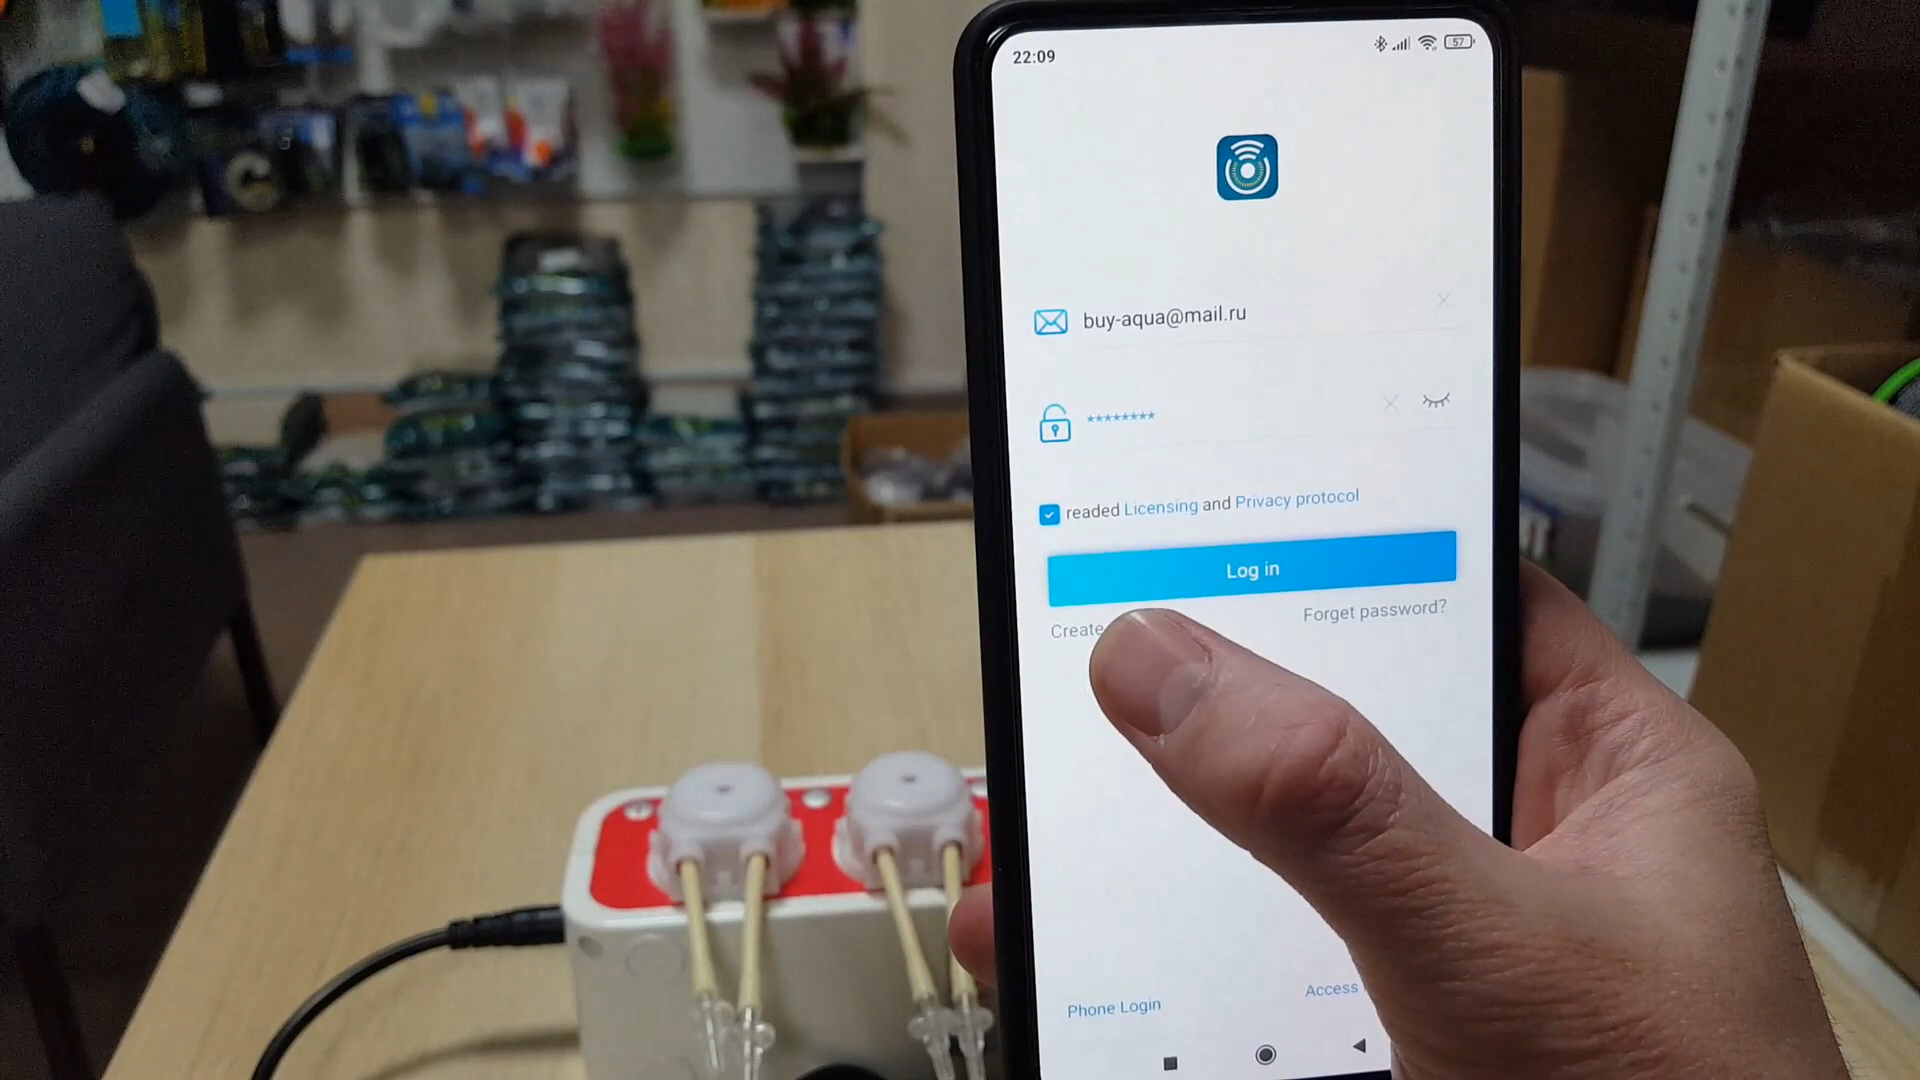 22:09
57
buy-aqua@mail.ru
********
readed Licensing and Privacy protocol
Log in
Create
Forget password?
Phone Login
Access